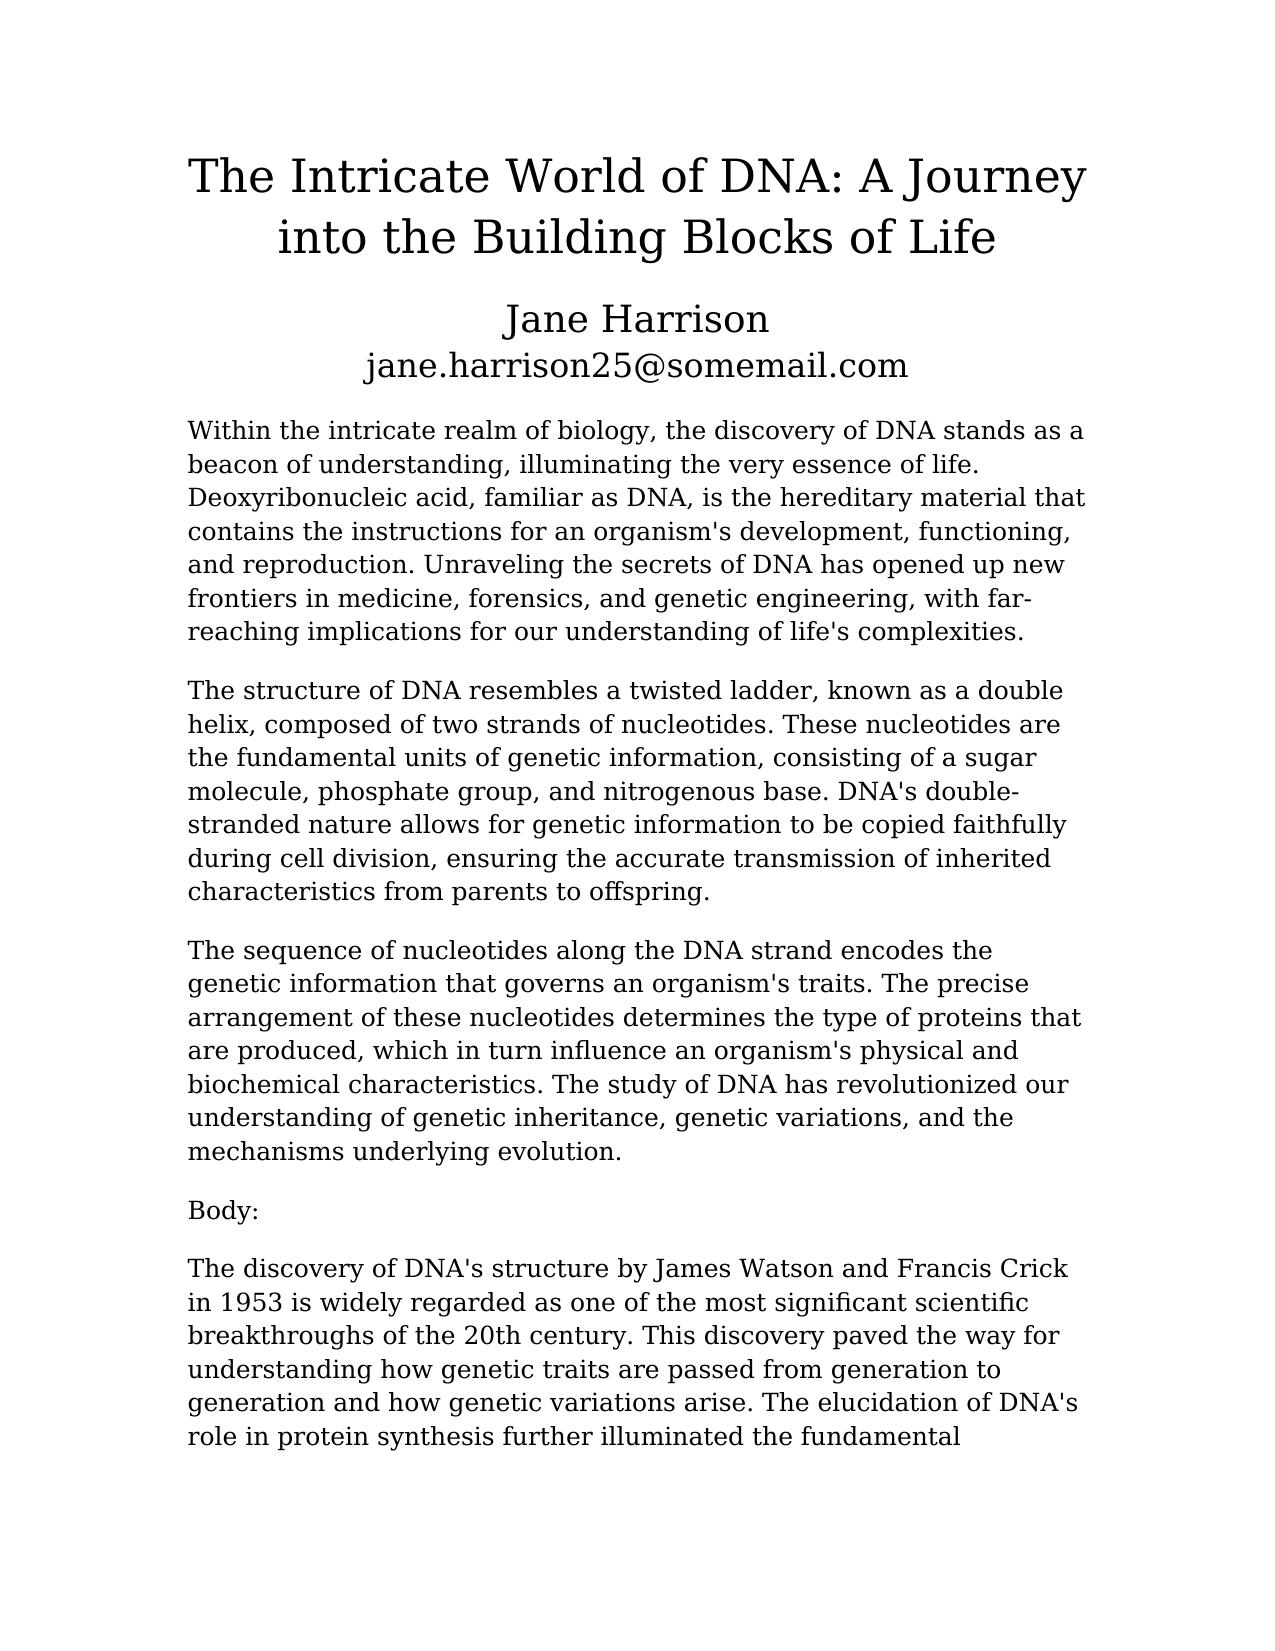 The Intricate World of DNA: A Journey
into the Building Blocks of Life
Jane Harrison
jane.harrison25@somemail.com
Within the intricate realm of biology, the discovery of DNA stands as a
beacon of understanding, illuminating the very essence of life.
Deoxyribonucleic acid, familiar as DNA, is the hereditary material that
contains the instructions for an organism's development, functioning,
and reproduction. Unraveling the secrets of DNA has opened up new
frontiers in medicine, forensics, and genetic engineering, with far-
reaching implications for our understanding of life's complexities.
The structure of DNA resembles a twisted ladder, known as a double
helix, composed of two strands of nucleotides. These nucleotides are
the fundamental units of genetic information, consisting of a sugar
molecule, phosphate group, and nitrogenous base. DNA's double-
stranded nature allows for genetic information to be copied faithfully
during cell division, ensuring the accurate transmission of inherited
characteristics from parents to offspring.
The sequence of nucleotides along the DNA strand encodes the
genetic information that governs an organism's traits. The precise
arrangement of these nucleotides determines the type of proteins that
are produced, which in turn influence an organism's physical and
biochemical characteristics. The study of DNA has revolutionized our
understanding of genetic inheritance, genetic variations, and the
mechanisms underlying evolution.
Body:
The discovery of DNA's structure by James Watson and Francis Crick
in 1953 is widely regarded as one of the most significant scientific
breakthroughs of the 20th century. This discovery paved the way for
understanding how genetic traits are passed from generation to
generation and how genetic variations arise. The elucidation of DNA's
role in protein synthesis further illuminated the fundamental